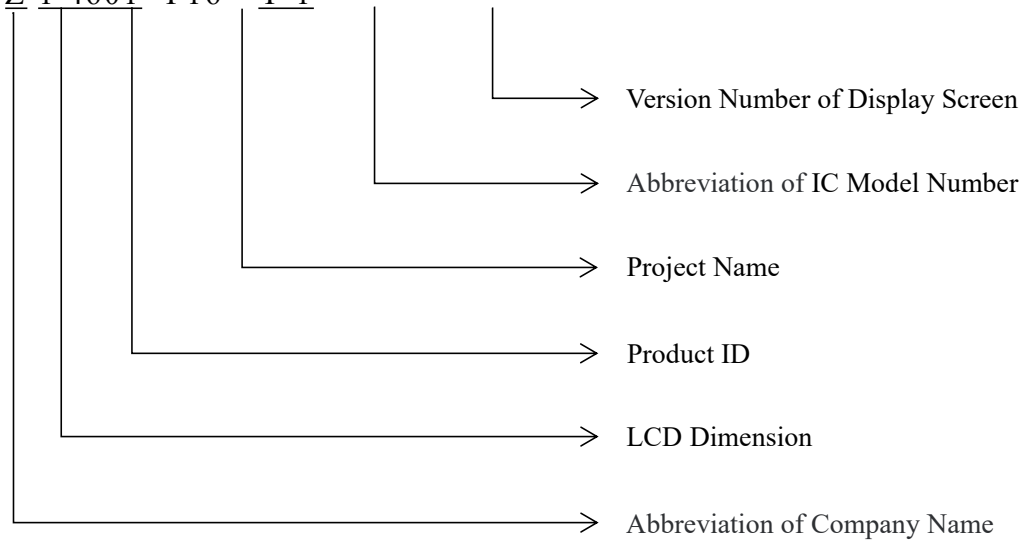 Version Number of Display Screen
Abbreviation of IC Model Number
Project Name
Product ID
LCD Dimension
Abbreviation of Company Name